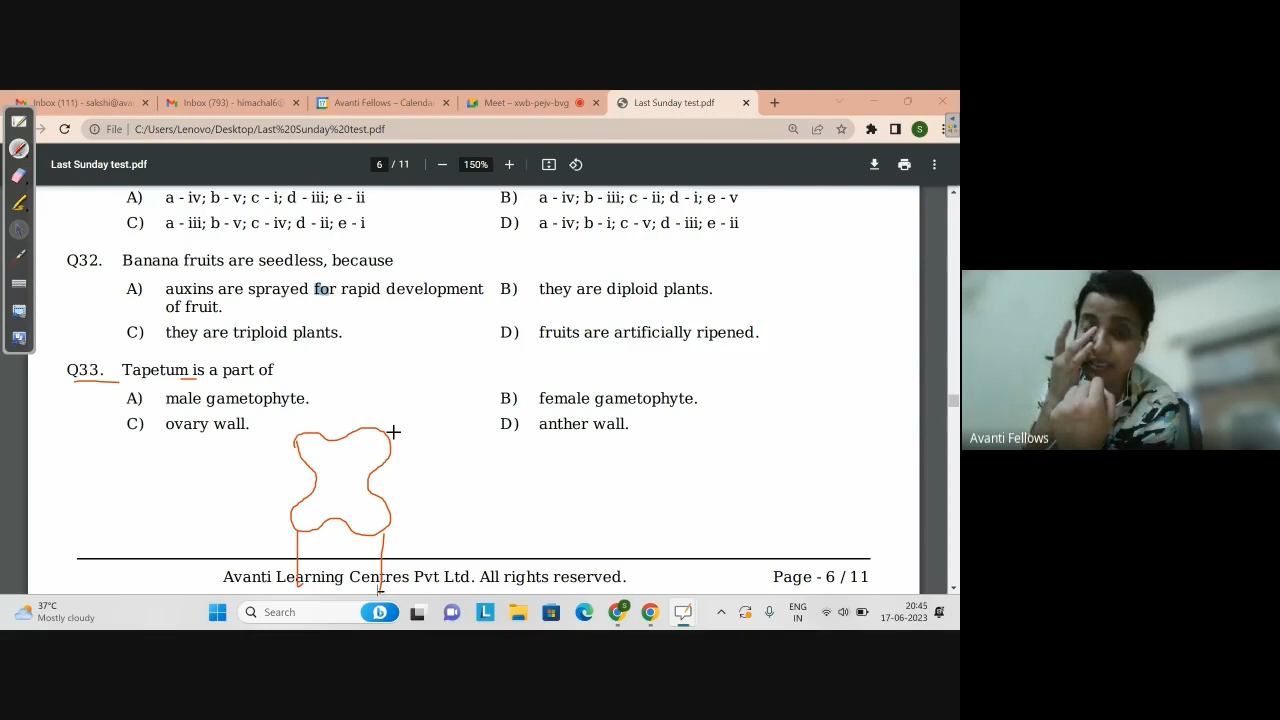 Inbox (111) – sakshi@ava
Inbox (793) – himachal6@
Avanti Fellows – Calenda
Meet – xwb-pejv-bvg
Last Sunday test.pdf
File C:/Users/Lenovo/Desktop/Last%20Sunday%20test.pdf
S
Last Sunday test.pdf 6 / 11 150%
A) a - iv; b - v; c - i; d - iii; e - ii B) a - iv; b - iii; c - ii; d - i; e - v
C) a - iii; b - v; c - iv; d - ii; e - i D) a - iv; b - i; c - v; d - iii; e - ii
Q32. Banana fruits are seedless, because
A) auxins are sprayed for rapid development B) they are diploid plants.
of fruit.
C) they are triploid plants. D) fruits are artificially ripened.
Q33. Tapetum is a part of
A) male gametophyte. B) female gametophyte.
C) ovary wall. D) anther wall.
Avanti Fellows
Avanti Learning Centres Pvt Ltd. All rights reserved. Page - 6 / 11
37°C
Mostly cloudy
Search
ENG
IN
20:45
17-06-2023